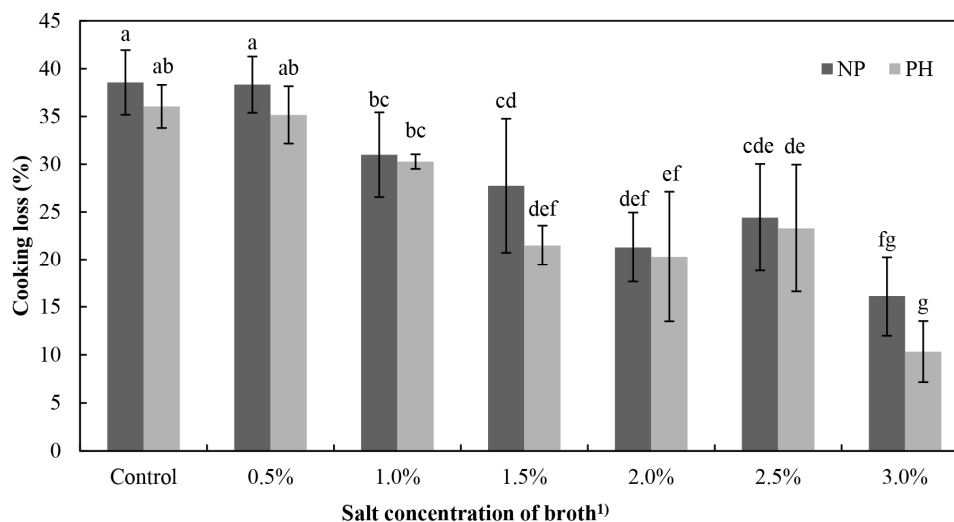 45
40
35
30
25
20
15
10
5
0
Cooking loss (%)
NP PH
a ab a ab bc bc cd def def ef cde de fg g
Control 0.5% 1.0% 1.5% 2.0% 2.5% 3.0%
Salt concentration of broth1)